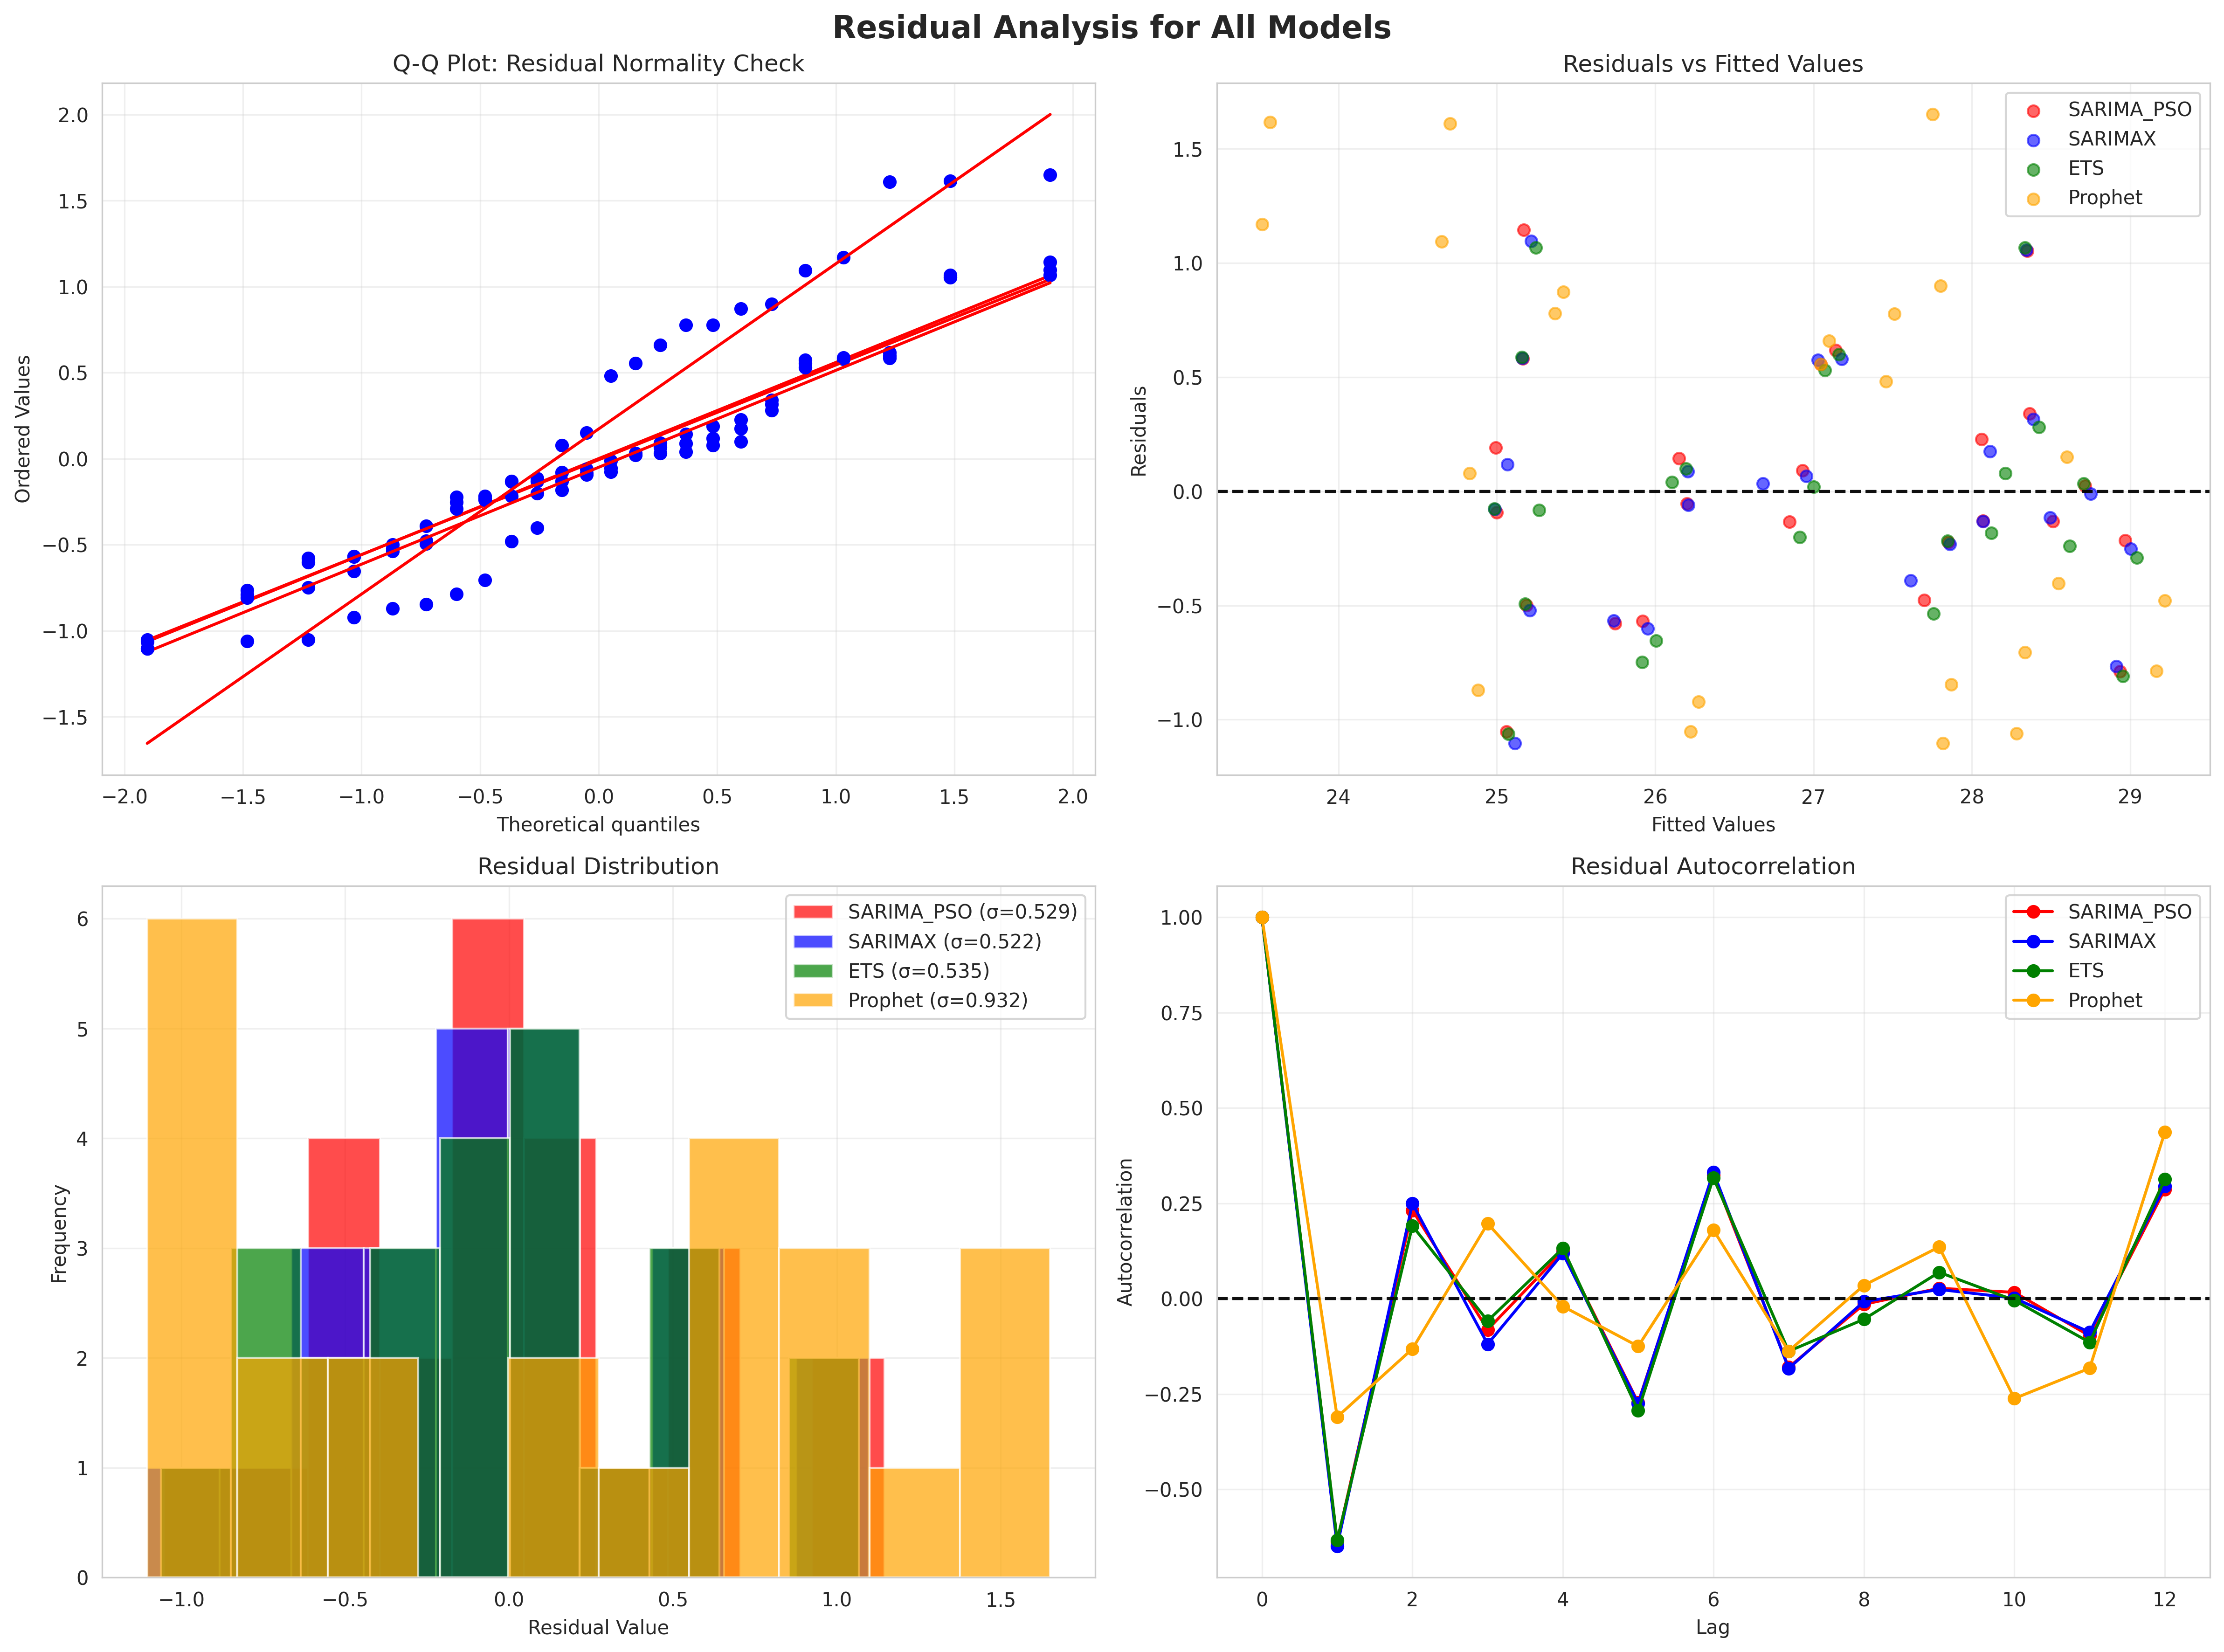 Residual Analysis for All Models
Q-Q Plot: Residual Normality Check
Ordered Values
2.0
1.5
1.0
0.5
0.0
−0.5
−1.0
−1.5
−2.0 −1.5 −1.0 −0.5 0.0 0.5 1.0 1.5 2.0
Theoretical quantiles
Residuals vs Fitted Values
SARIMA_PSO
SARIMAX
ETS
Prophet
Residuals
1.5
1.0
0.5
0.0
−0.5
−1.0
24 25 26 27 28 29
Fitted Values
Residual Distribution
SARIMA_PSO (σ=0.529)
SARIMAX (σ=0.522)
ETS (σ=0.535)
Prophet (σ=0.932)
Frequency
6
5
4
3
2
1
0
−1.0 −0.5 0.0 0.5 1.0 1.5
Residual Value
Residual Autocorrelation
SARIMA_PSO
SARIMAX
ETS
Prophet
Autocorrelation
1.00
0.75
0.50
0.25
0.00
−0.25
−0.50
0 2 4 6 8 10 12
Lag